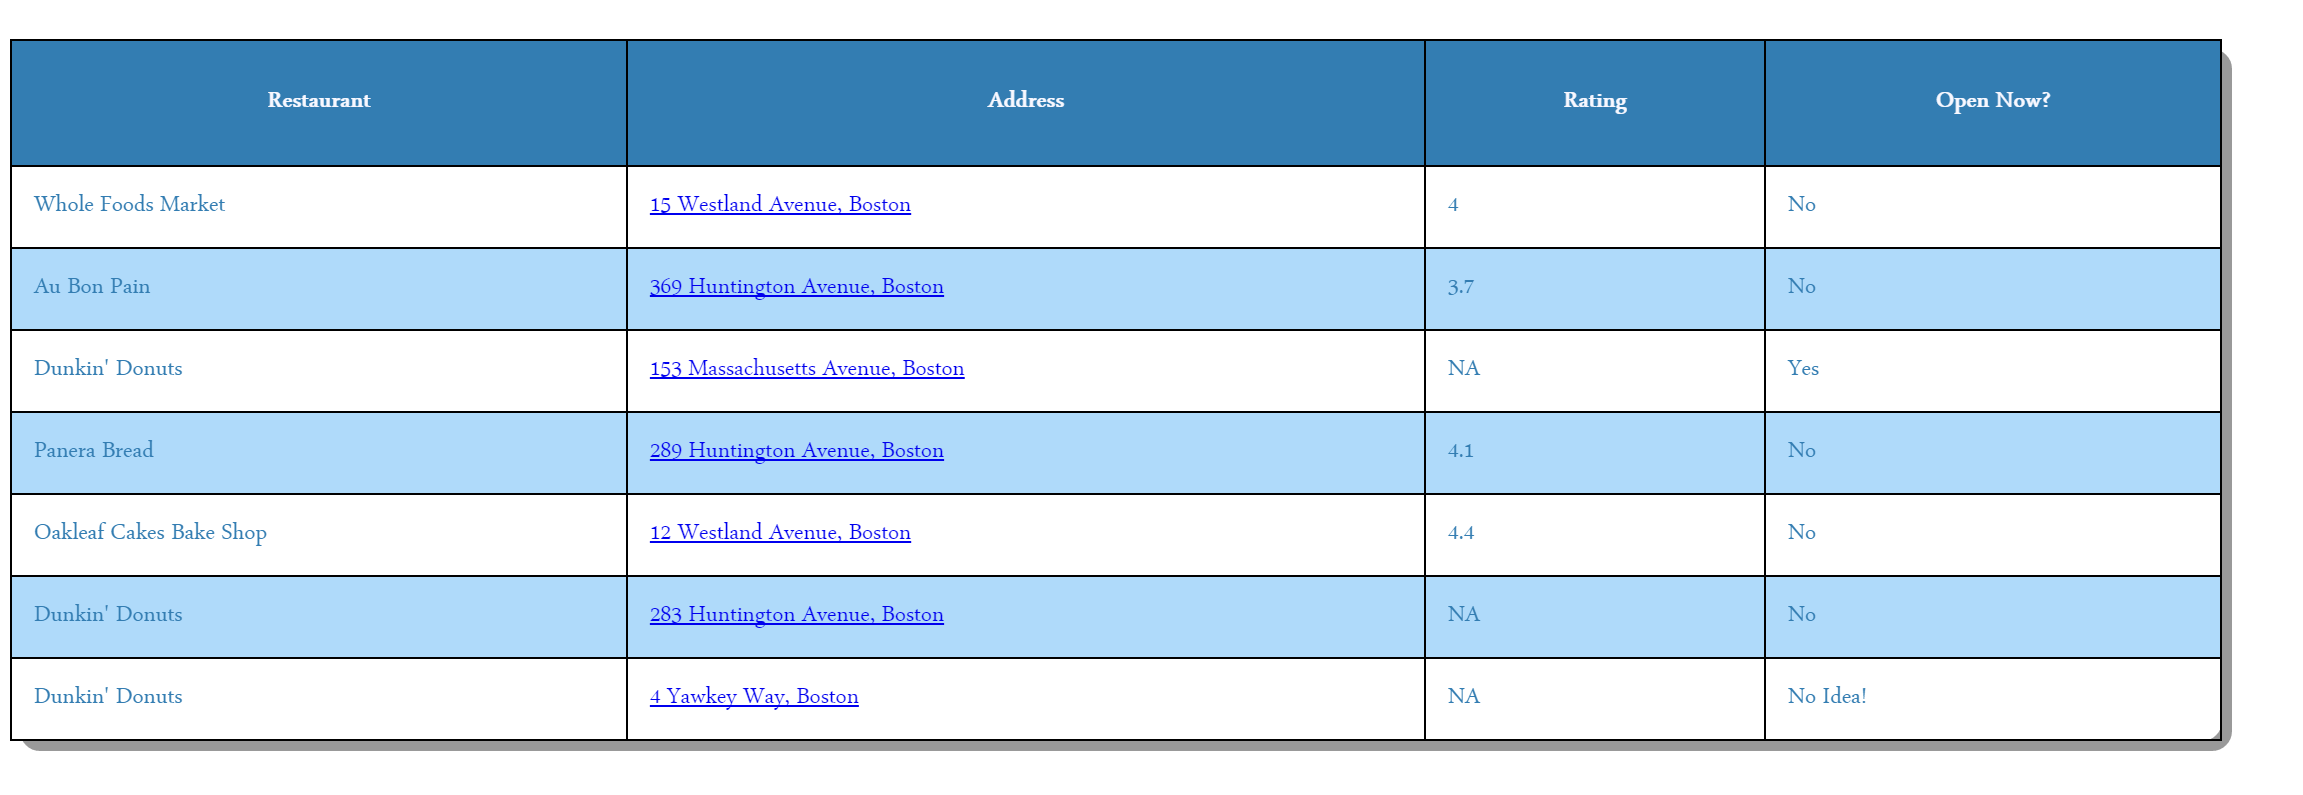 Restaurant Address Rating Open Now?
Whole Foods Market 15 Westland Avenue, Boston 4 No
Au Bon Pain 369 Huntington Avenue, Boston 3.7 No
Dunkin' Donuts 153 Massachusetts Avenue, Boston NA Yes
Panera Bread 289 Huntington Avenue, Boston 4.1 No
Oakleaf Cakes Bake Shop 12 Westland Avenue, Boston 4.4 No
Dunkin' Donuts 283 Huntington Avenue, Boston NA No
Dunkin' Donuts 4 Yawkey Way, Boston NA No Idea!